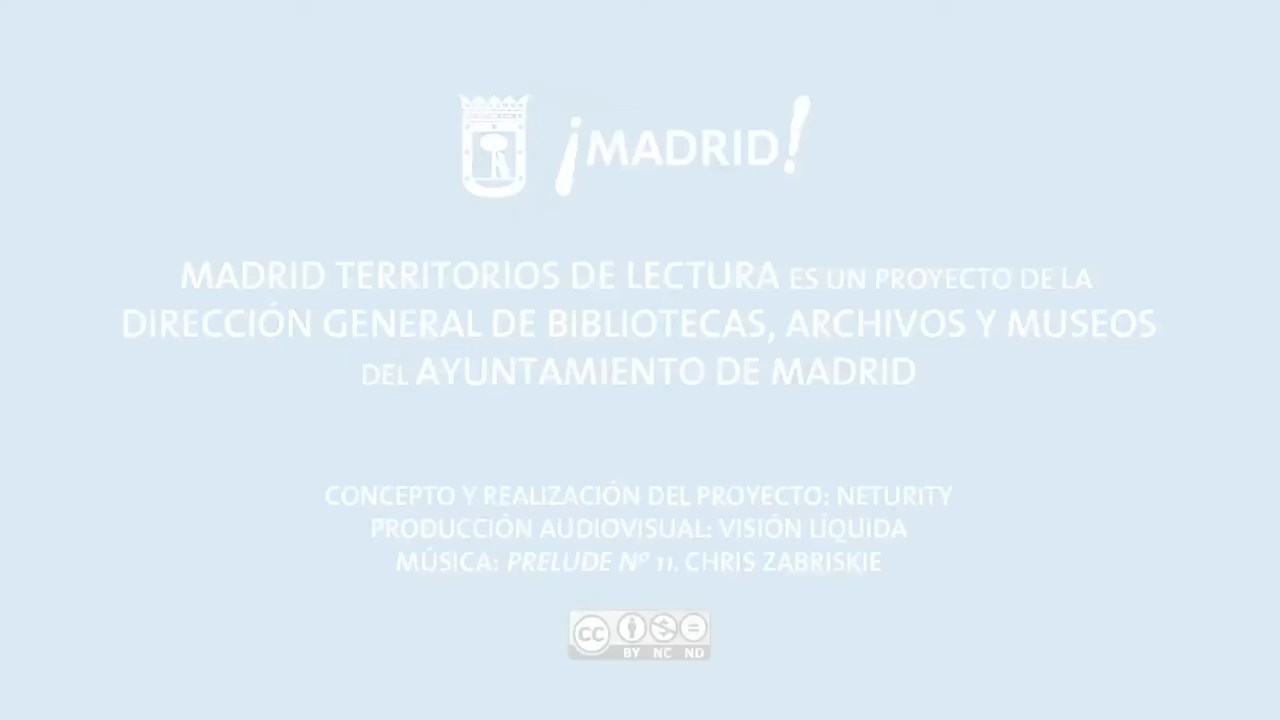 ¡MADRID!
MADRID TERRITORIOS DE LECTURA ES UN PROYECTO DE LA
DIRECCIÓN GENERAL DE BIBLIOTECAS, ARCHIVOS Y MUSEOS
DEL AYUNTAMIENTO DE MADRID
CONCEPTO Y REALIZACIÓN DEL PROYECTO: NETURITY
PRODUCCIÓN AUDIOVISUAL: VISIÓN LÍQUIDA
MÚSICA: PRELUDE Nº 11. CHRIS ZABRISKIE
CC
BY NC ND